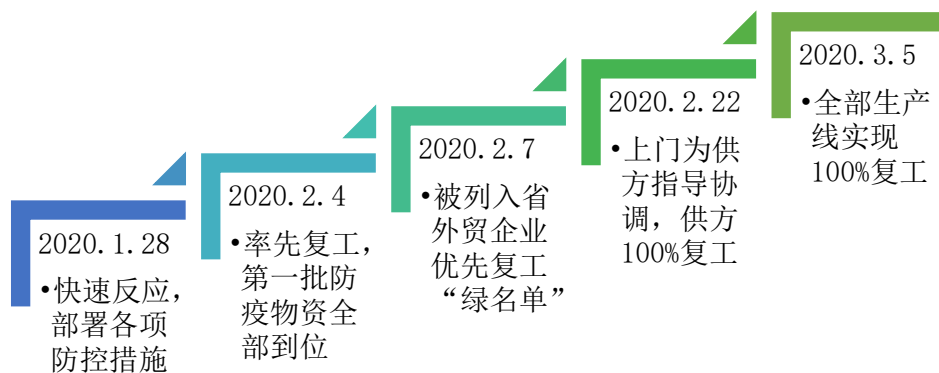 2020.1.28
•快速反应，
部署各项
防控措施
2020.2.4
•率先复工，
第一批防
疫物资全
部到位
2020.2.7
•被列入省
外贸企业
优先复工
“绿名单”
2020.2.22
•上门为供
方指导协
调，供方
100%复工
2020.3.5
•全部生产
线实现
100%复工